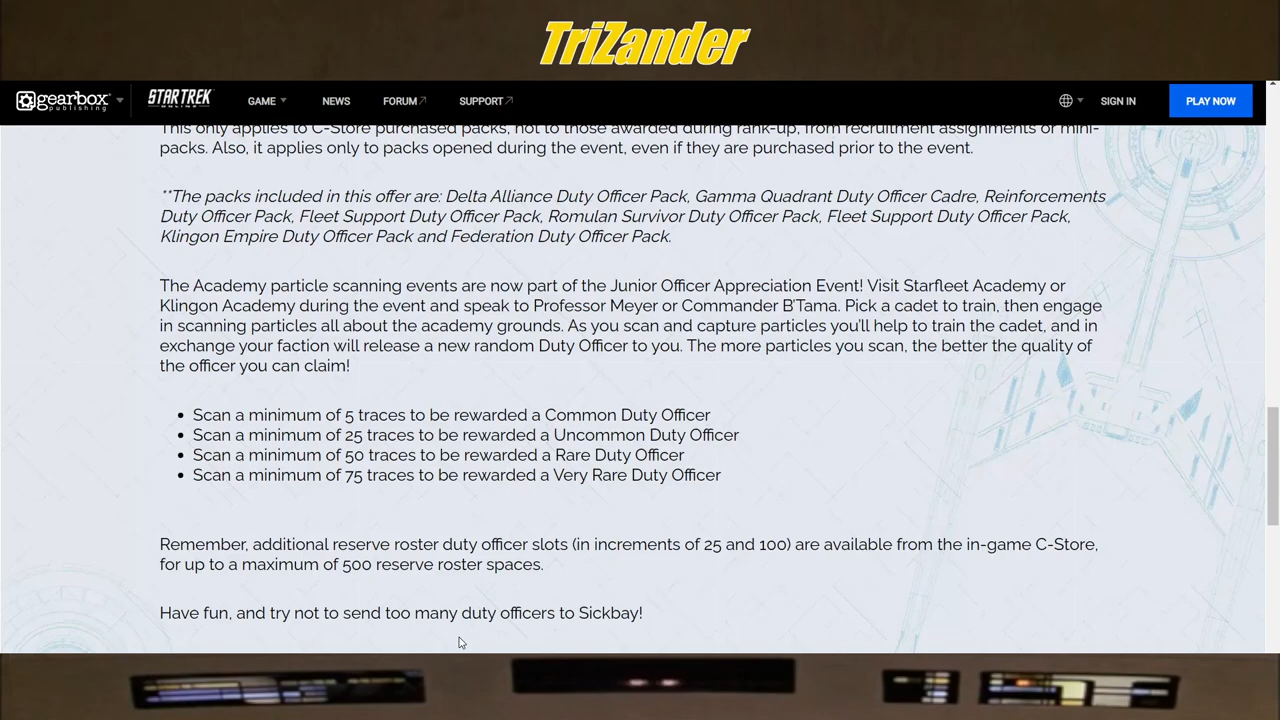 TriZander
gearbox publishing STAR TREK ONLINE GAME NEWS FORUM SUPPORT SIGN IN PLAY NOW
This only applies to C-Store purchased packs, not to those awarded during rank-up, from recruitment assignments or mini-
packs. Also, it applies only to packs opened during the event, even if they are purchased prior to the event.
**The packs included in this offer are: Delta Alliance Duty Officer Pack, Gamma Quadrant Duty Officer Cadre, Reinforcements
Duty Officer Pack, Fleet Support Duty Officer Pack, Romulan Survivor Duty Officer Pack, Fleet Support Duty Officer Pack,
Klingon Empire Duty Officer Pack and Federation Duty Officer Pack.
The Academy particle scanning events are now part of the Junior Officer Appreciation Event! Visit Starfleet Academy or
Klingon Academy during the event and speak to Professor Meyer or Commander B'Tama. Pick a cadet to train, then engage
in scanning particles all about the academy grounds. As you scan and capture particles you'll help to train the cadet, and in
exchange your faction will release a new random Duty Officer to you. The more particles you scan, the better the quality of
the officer you can claim!
• Scan a minimum of 5 traces to be rewarded a Common Duty Officer
• Scan a minimum of 25 traces to be rewarded a Uncommon Duty Officer
• Scan a minimum of 50 traces to be rewarded a Rare Duty Officer
• Scan a minimum of 75 traces to be rewarded a Very Rare Duty Officer
Remember, additional reserve roster duty officer slots (in increments of 25 and 100) are available from the in-game C-Store,
for up to a maximum of 500 reserve roster spaces.
Have fun, and try not to send too many duty officers to Sickbay!